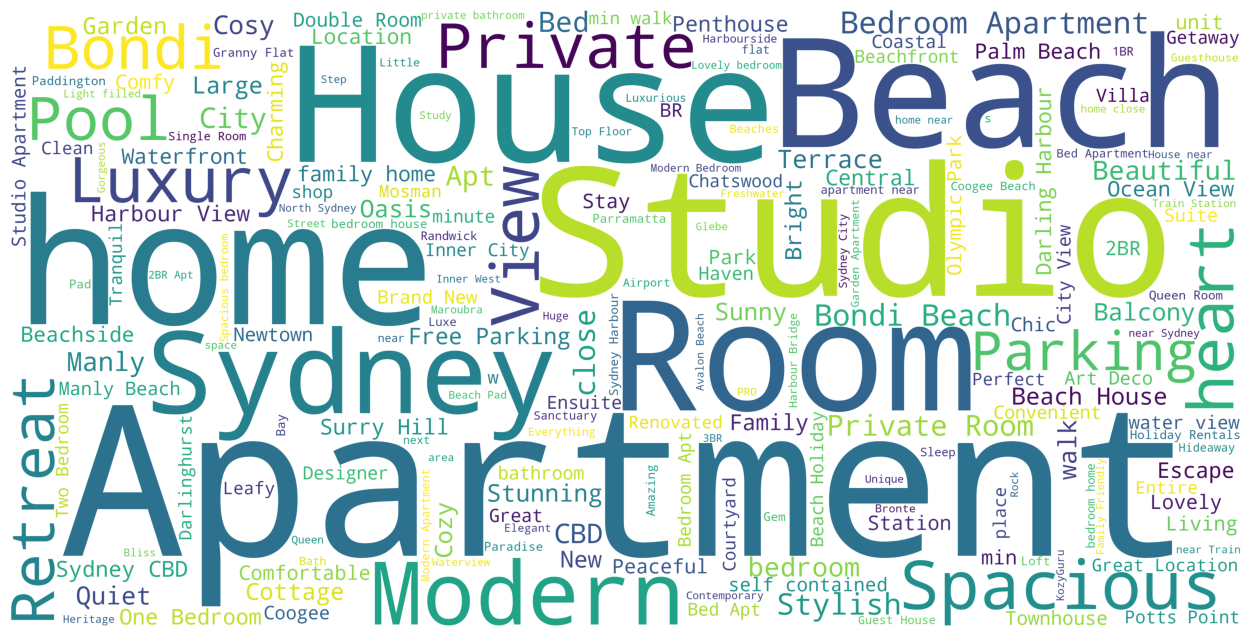 Garden
Cosy
Double Room
private bathroom
Bed
min walk
Penthouse
Bedroom Apartment
unit
Bondi
Granny Flat
Location
Private
Harbourside
flat
Coastal
Getaway
Paddington
Comfy
Large
Charming
Step
House
Little
Lovely bedroom
Beach
Beachfront
Palm Beach
1BR
Guesthouse
Light filled
Pool
City
Luxurious
BR
Villa
home close
Study
Top Floor
Beaches
home near
s
Single Room
Studio Apartment
Clean
Waterfront
Gorgeous
family home
Modern Bedroom
Terrace
Bed Apartment
House near
Luxury
shop
Mosman
Apt
View
Studio
Stay
Chatswood
Freshwater
Central
apartment near
Coogee Beach
Olympic Park
Darling Harbour
Beautiful
Ocean View
Train Station
Harbour View
North Sydney
Oasis
minute
Parramatta
Glebe
Bright
Sydney City
Garden Apartment
Suite
home
Street
bedroom house
Randwick
Inner City
Park
Haven
City View
2BR
heart
Tranquil
Pad
2BR Apt
Spacious bedroom
Inner West
Airport
Queen Room
Brand New
Maroubra
Luxe
Huge
Beachside
space
Newtown
near
Free Parking
close
Sydney Harbour
Room
Avalon Beach
Sunny
Harbour Bridge
Bondi Beach
Chic
Balcony
near Sydney
Manly
Sydney
Parking
Manly Beach
W
Beach Pad
PRO
Perfect
Art Deco
Ensuite
Beach House
Retreat
Two Bedroom
Apartment
Darlinghurst
Bay
Surry Hill
Sanctuary
Everything
Renovated
Family
Private Room
Convenient
walk
water view
Holiday Rentals
Hideaway
next
area
3BR
Leafy
Designer
bathroom
Amazing
Bedroom Apt
Courtyard
Beach Holiday
Sleep
Unique
Rock
bedroom home
Family Friendly
Escape
Entire
Stunning
Great
Elegant
Gem
Bronte
Station
place
Lovely
Living
Modern Apartment
Cozy
Queen
Paradise
CBD
near Train
Bliss
Bath
Waterview
New
Peaceful
min
Loft
KozyGuru
Great Location
Sydney CBD
Comfortable
Modern
bedroom
self contained
Spacious
Quiet
Cottage
Contemporary
Stylish
Heritage
One Bedroom
Coogee
Bed Apt
Guest House
Townhouse
Potts Point